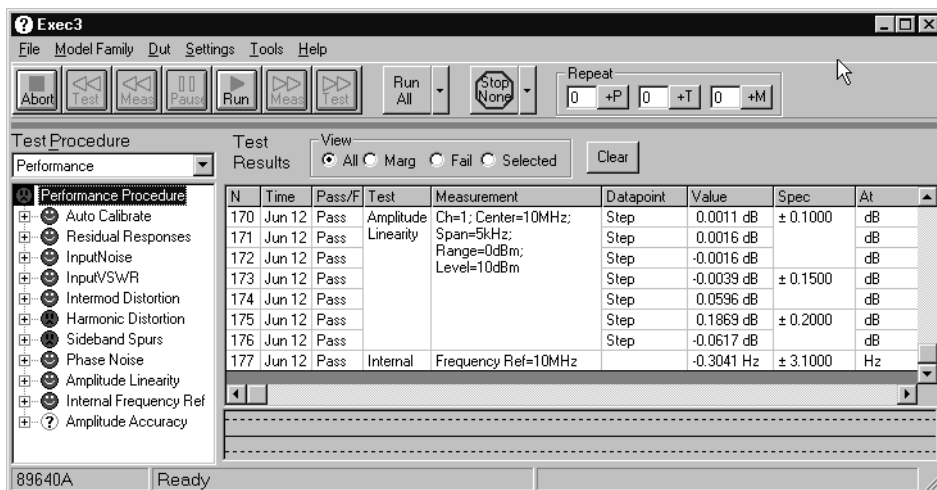 Exec3
File Model Family Dut Settings Tools Help
Abort Test Meas Pause Run Meas Test Run All Stop None Repeat 0 +P 0 +T 0 +M
Test Procedure
Performance
Test Results View All Marg Fail Selected Clear
Performance Procedure
Auto Calibrate
Residual Responses
InputNoise
InputVSWR
Intermod Distortion
Harmonic Distortion
Sideband Spurs
Phase Noise
Amplitude Linearity
Internal Frequency Ref
? Amplitude Accuracy
N Time Pass/F Test Measurement Datapoint Value Spec At
170 Jun 12 Pass Amplitude Linearity Ch=1; Center=10MHz; Span=5kHz; Range=0dBm; Level=10dBm Step 0.0011 dB ± 0.1000 dB
171 Jun 12 Pass Step 0.0016 dB dB
172 Jun 12 Pass Step -0.0016 dB dB
173 Jun 12 Pass Step -0.0039 dB ± 0.1500 dB
174 Jun 12 Pass Step 0.0596 dB dB
175 Jun 12 Pass Step 0.1869 dB ± 0.2000 dB
176 Jun 12 Pass Step -0.0617 dB dB
177 Jun 12 Pass Internal Frequency Ref=10MHz -0.3041 Hz ± 3.1000 Hz
89640A Ready